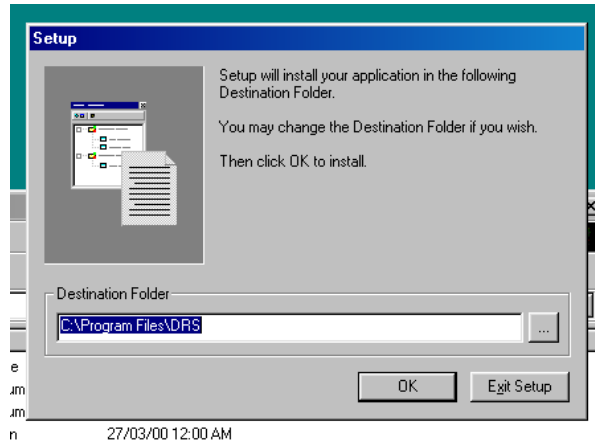 Setup
Setup will install your application in the following
Destination Folder.
You may change the Destination Folder if you wish.
Then click OK to install.
Destination Folder
C:\Program Files\DRS
...
OK
Exit Setup
e
um
um
n 27/03/00 12:00 AM